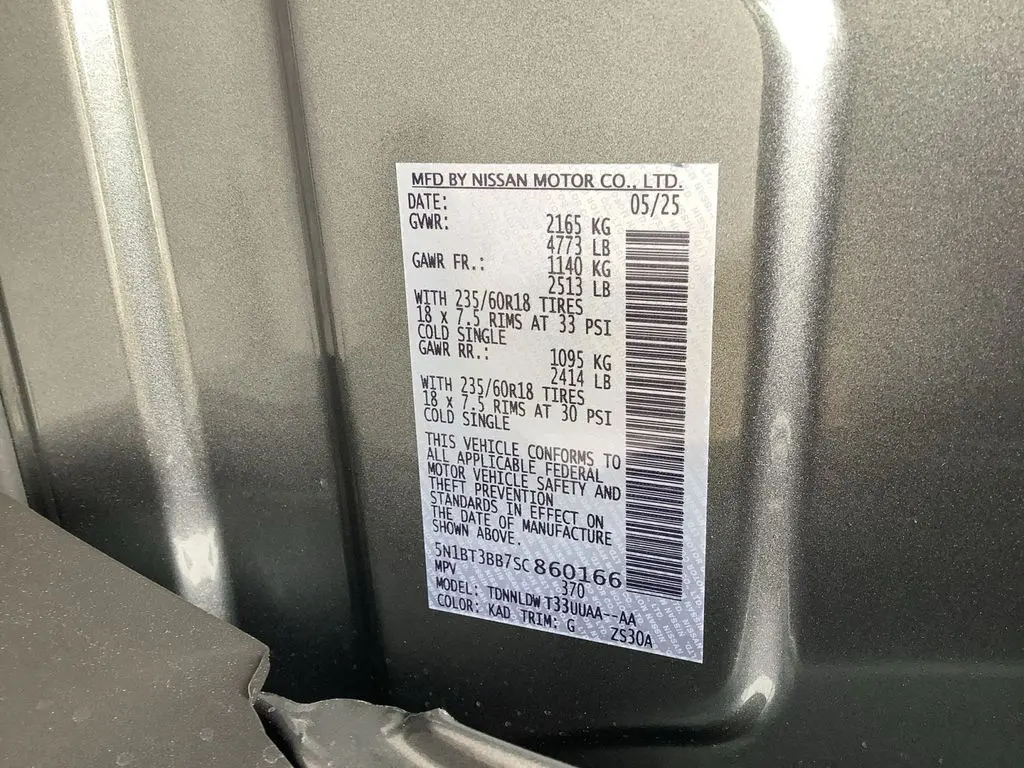 MFD BY NISSAN MOTOR CO., LTD.
DATE: 05/25
GVWR: 2165 KG
4773 LB
GAWR FR.: 1140 KG
2513 LB
WITH 235/60R18 TIRES
18 x 7.5 RIMS AT 33 PSI
COLD SINGLE
GAWR RR.: 1095 KG
2414 LB
WITH 235/60R18 TIRES
18 x 7.5 RIMS AT 30 PSI
COLD SINGLE
THIS VEHICLE CONFORMS TO
ALL APPLICABLE FEDERAL
MOTOR VEHICLE SAFETY AND
THEFT PREVENTION
STANDARDS IN EFFECT ON
THE DATE OF MANUFACTURE
SHOWN ABOVE.
5N1BT3BB7SC860166
MPV 370
MODEL: TDNNLDW T33UUAA--AA
COLOR: KAD TRIM: G ZS30A